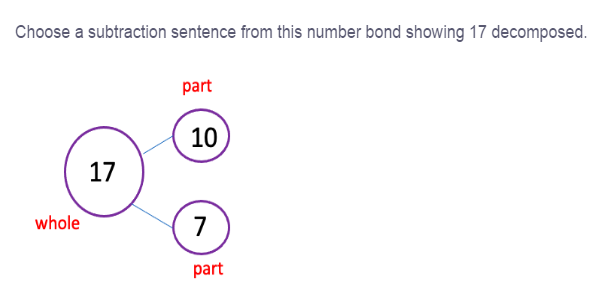 Choose a subtraction sentence from this number bond showing 17 decomposed.
part
10
17
whole
7
part